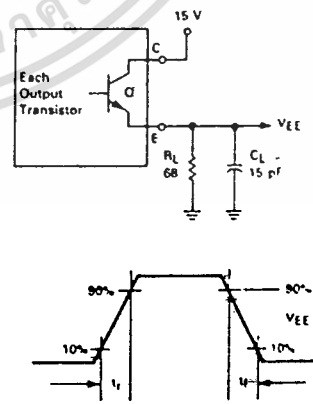 15 V
C
Each
Output
Transistor
Q
E
VEE
RL
68
CL
15 pF
90%
90%
VEE
10%
10%
tr
tf